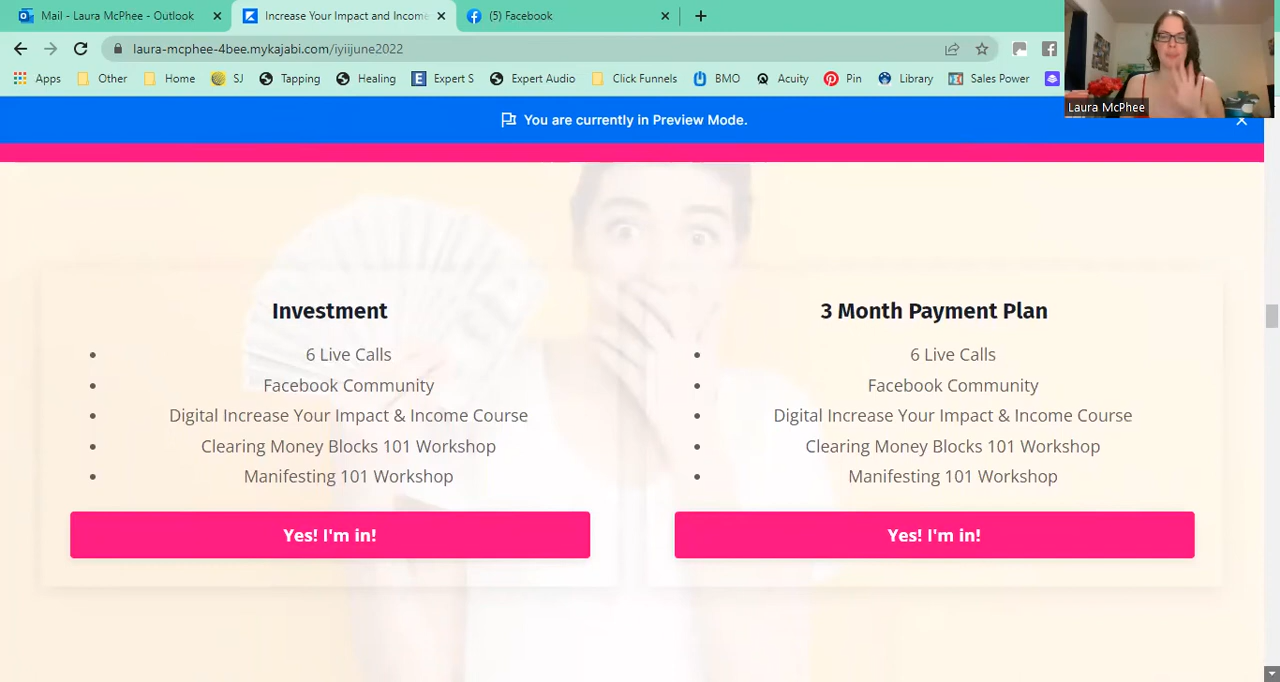 Mail - Laura McPhee - Outlook
Increase Your Impact and Income
(5) Facebook
laura-mcphee-4bee.mykajabi.com/iyiijune2022
Apps Other Home SJ Tapping Healing Expert S Expert Audio Click Funnels BMO Acuity Pin Library Sales Power
Laura McPhee
You are currently in Preview Mode.
Investment
6 Live Calls
Facebook Community
Digital Increase Your Impact & Income Course
Clearing Money Blocks 101 Workshop
Manifesting 101 Workshop
Yes! I'm in!
3 Month Payment Plan
6 Live Calls
Facebook Community
Digital Increase Your Impact & Income Course
Clearing Money Blocks 101 Workshop
Manifesting 101 Workshop
Yes! I'm in!